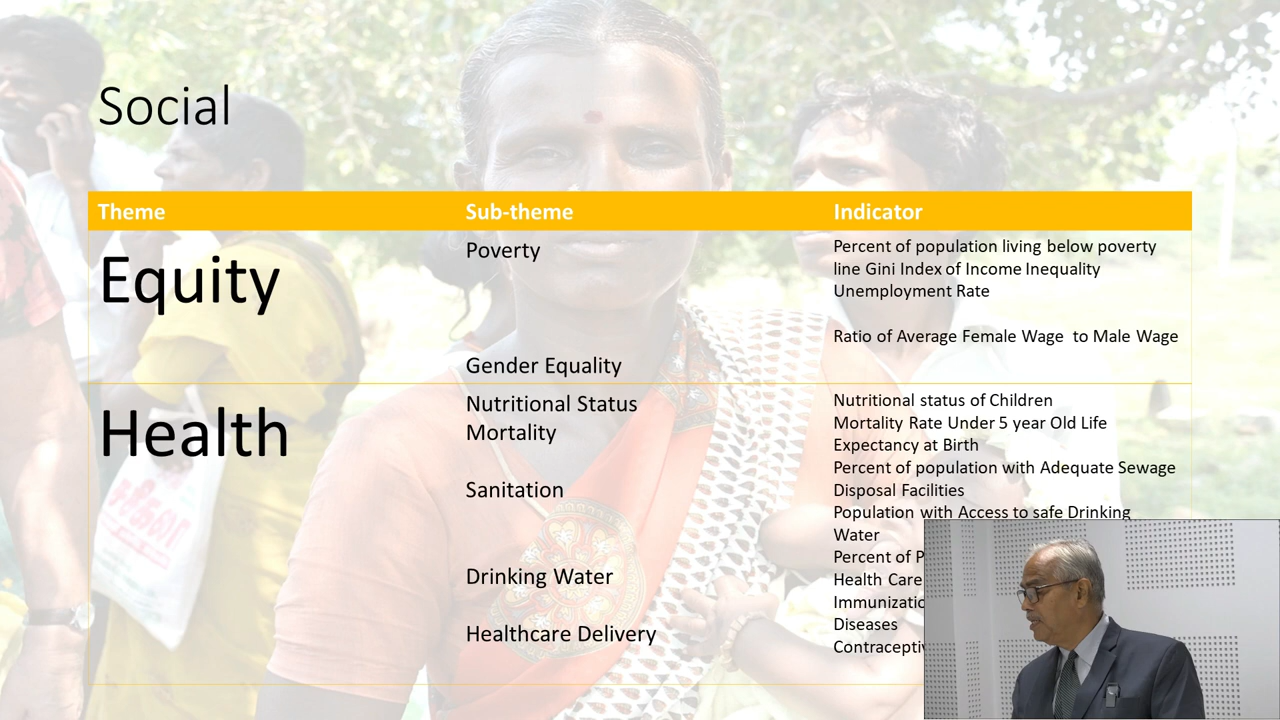 Social
Theme Sub-theme Indicator
Equity
Poverty
Gender Equality
Percent of population living below poverty
line Gini Index of Income Inequality
Unemployment Rate
Ratio of Average Female Wage to Male Wage
Health
Nutritional Status
Mortality
Sanitation
Drinking Water
Healthcare Delivery
Nutritional status of Children
Mortality Rate Under 5 year Old Life
Expectancy at Birth
Percent of population with Adequate Sewage
Disposal Facilities
Population with Access to safe Drinking
Water
Percent of
Health Care
Diseases